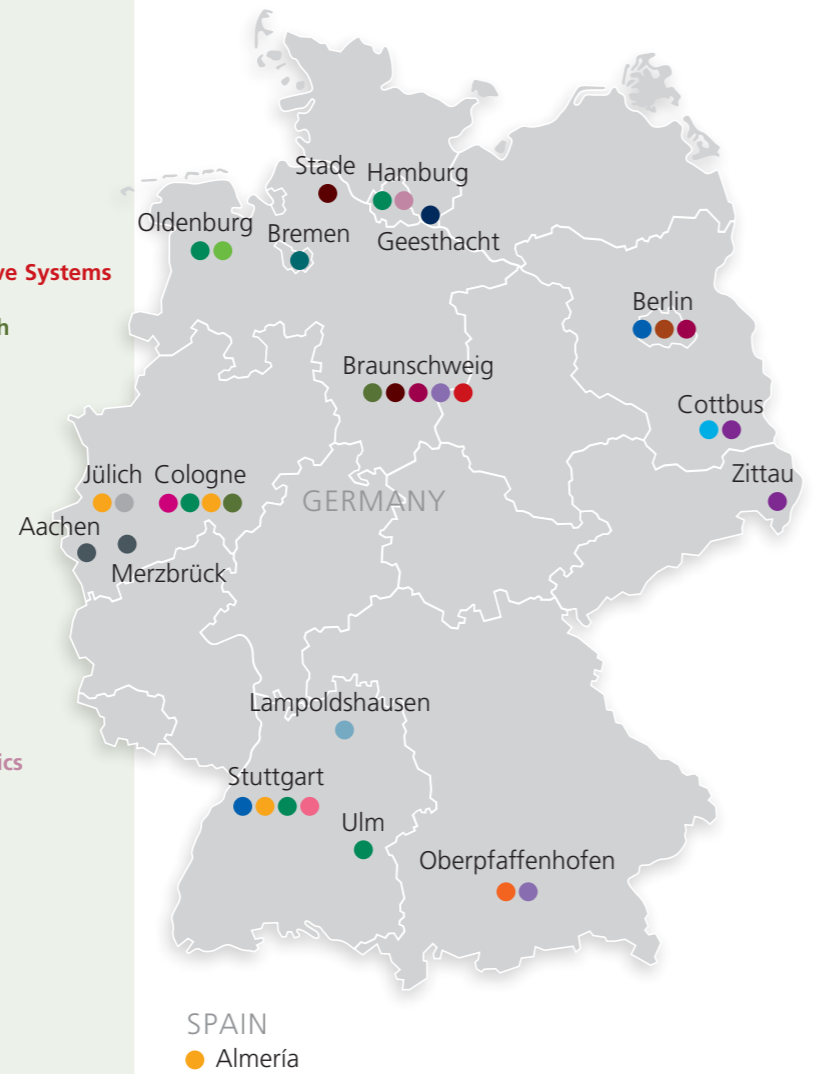 Stade Hamburg
Oldenburg Bremen Geesthacht
ve Systems
Berlin
h
Braunschweig
Cottbus
Jülich Cologne Zittau
GERMANY
Aachen
Merzbrück
Lampoldshausen
ics
Stuttgart
Ulm
Oberpfaffenhofen
SPAIN
Almería